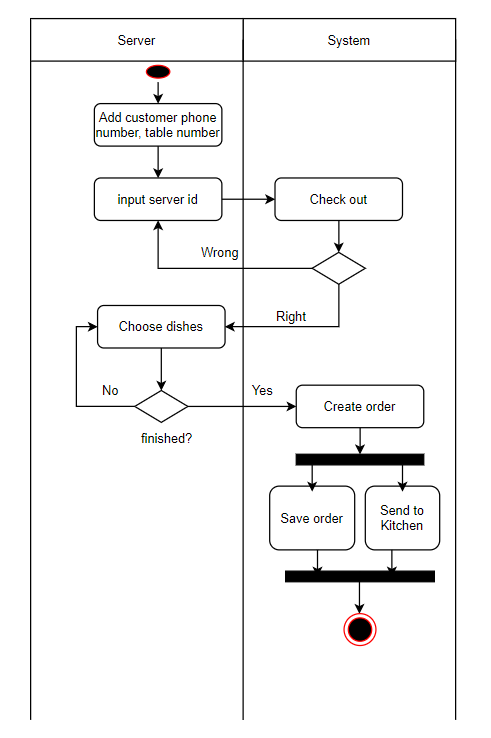 Server
System
Add customer phone
number, table number
input server id
Check out
Wrong
Right
Choose dishes
No
Yes
Create order
finished?
Save order
Send to
Kitchen